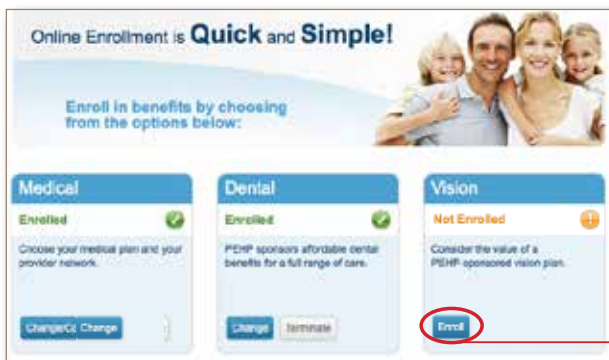 Online Enrollment is Quick and Simple!
Enroll in benefits by choosing
from the options below:
Medical
Enrolled
Choose your medical plan and your
provider network.
Change/Ca Change
Dental
Enrolled
PEHP sponsors affordable dental
benefits for a full range of care.
Change Terminate
Vision
Not Enrolled
Consider the value of a
PEHP-sponsored vision plan.
Enroll